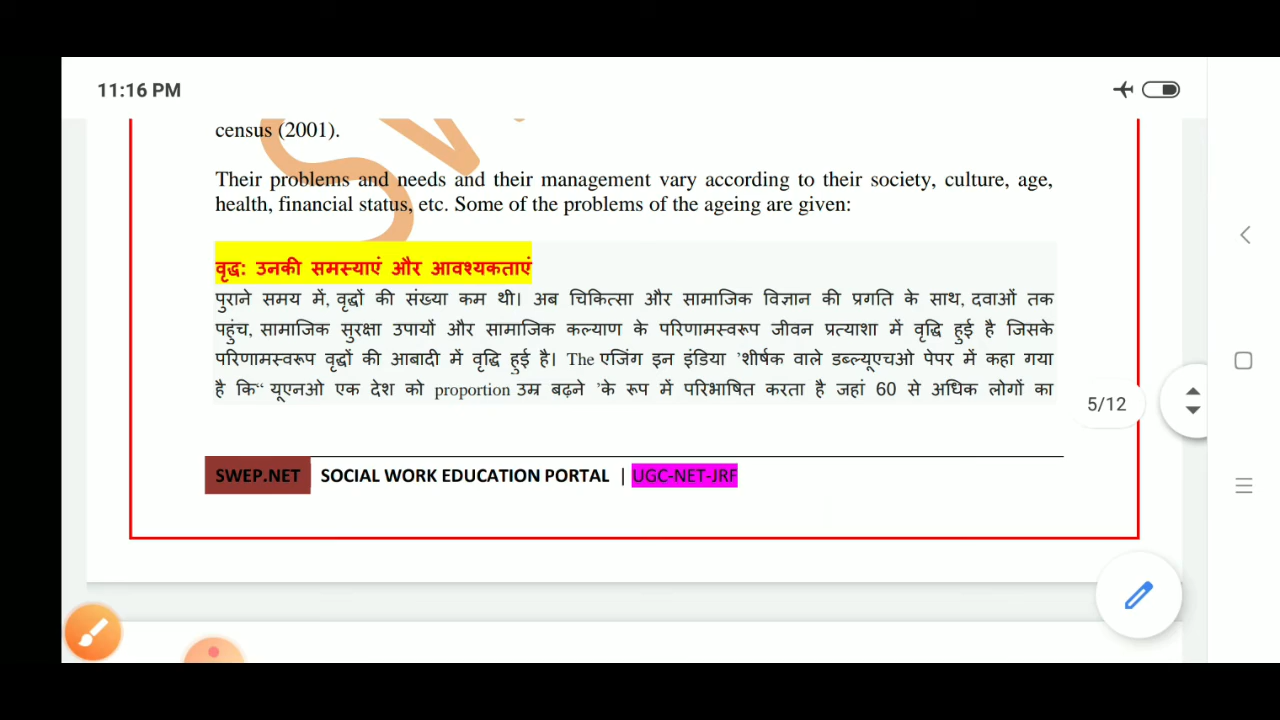 11:16 PM
census (2001).
Their problems and needs and their management vary according to their society, culture, age,
health, financial status, etc. Some of the problems of the ageing are given:
वृद्ध: उनकी समस्याएं और आवश्यकताएं
पुराने समय में, वृद्धों की संख्या कम थी। अब चिकित्सा और सामाजिक विज्ञान की प्रगति के साथ, दवाओं तक
पहुंच, सामाजिक सुरक्षा उपायों और सामाजिक कल्याण के परिणामस्वरूप जीवन प्रत्याशा में वृद्धि हुई है जिसके
परिणामस्वरूप वृद्धों की आबादी में वृद्धि हुई है। The एजिंग इन इंडिया 'शीर्षक वाले डब्ल्यूएचओ पेपर में कहा गया
है कि“ यूएनओ एक देश को proportion उम्र बढ़ने 'के रूप में परिभाषित करता है जहां 60 से अधिक लोगों का
5/12
SWEP.NET SOCIAL WORK EDUCATION PORTAL | UGC-NET-JRF